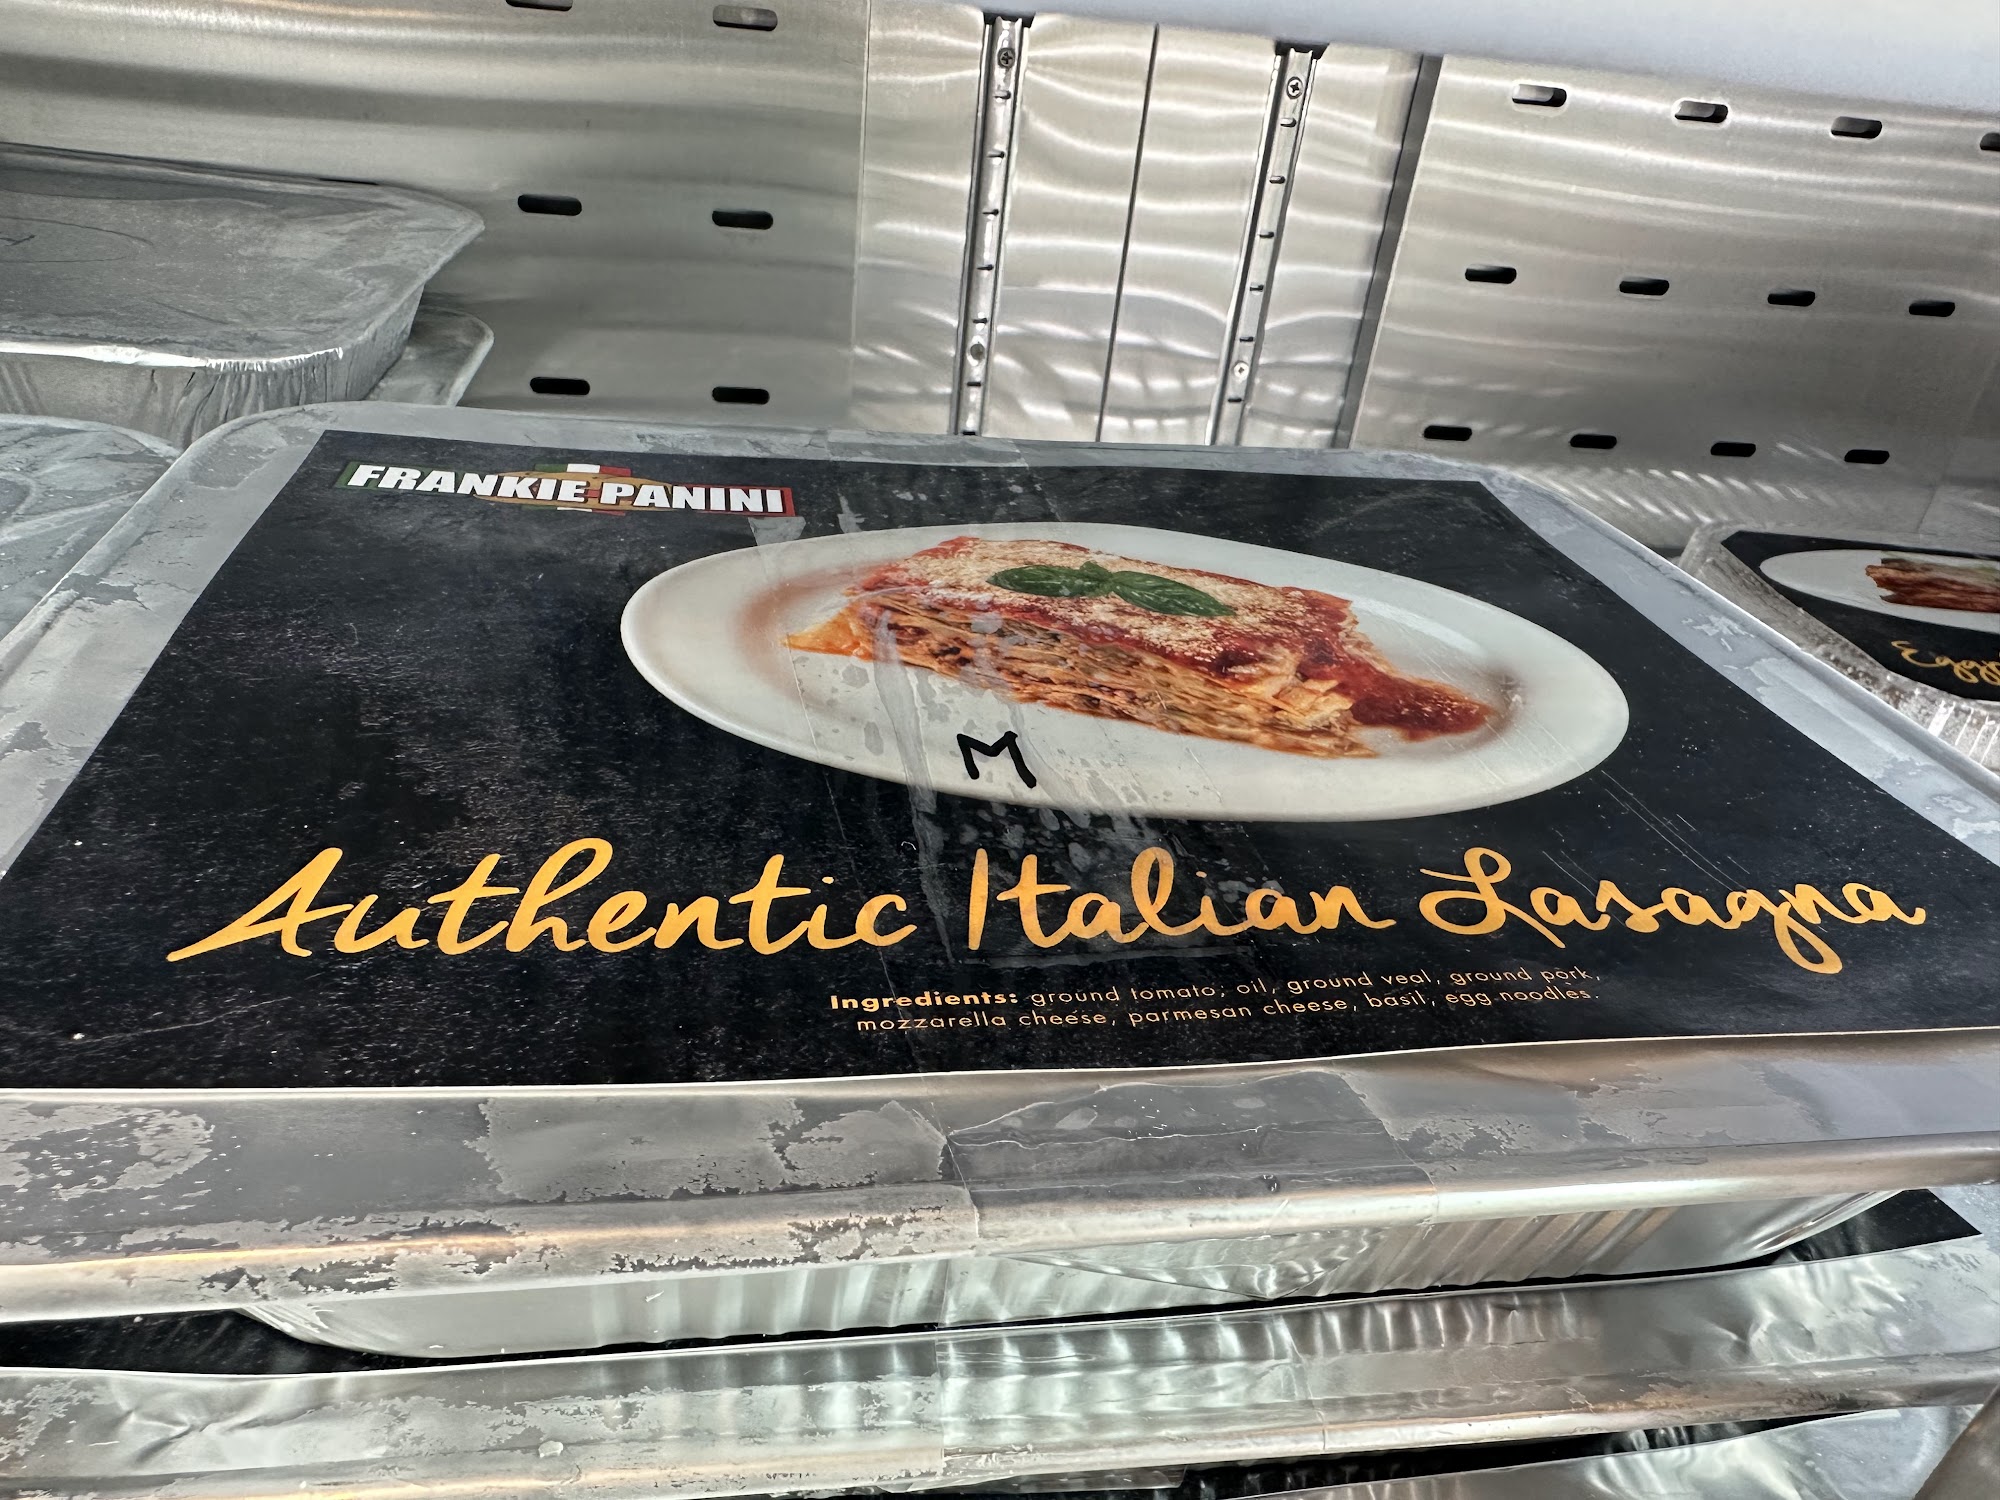 FRANKIE PANINI
M
Authentic Italian Lasagna
Ingredients: ground tomato, oil, ground veal, ground pork,
mozzarella cheese, parmesan cheese, basil, egg noodles.